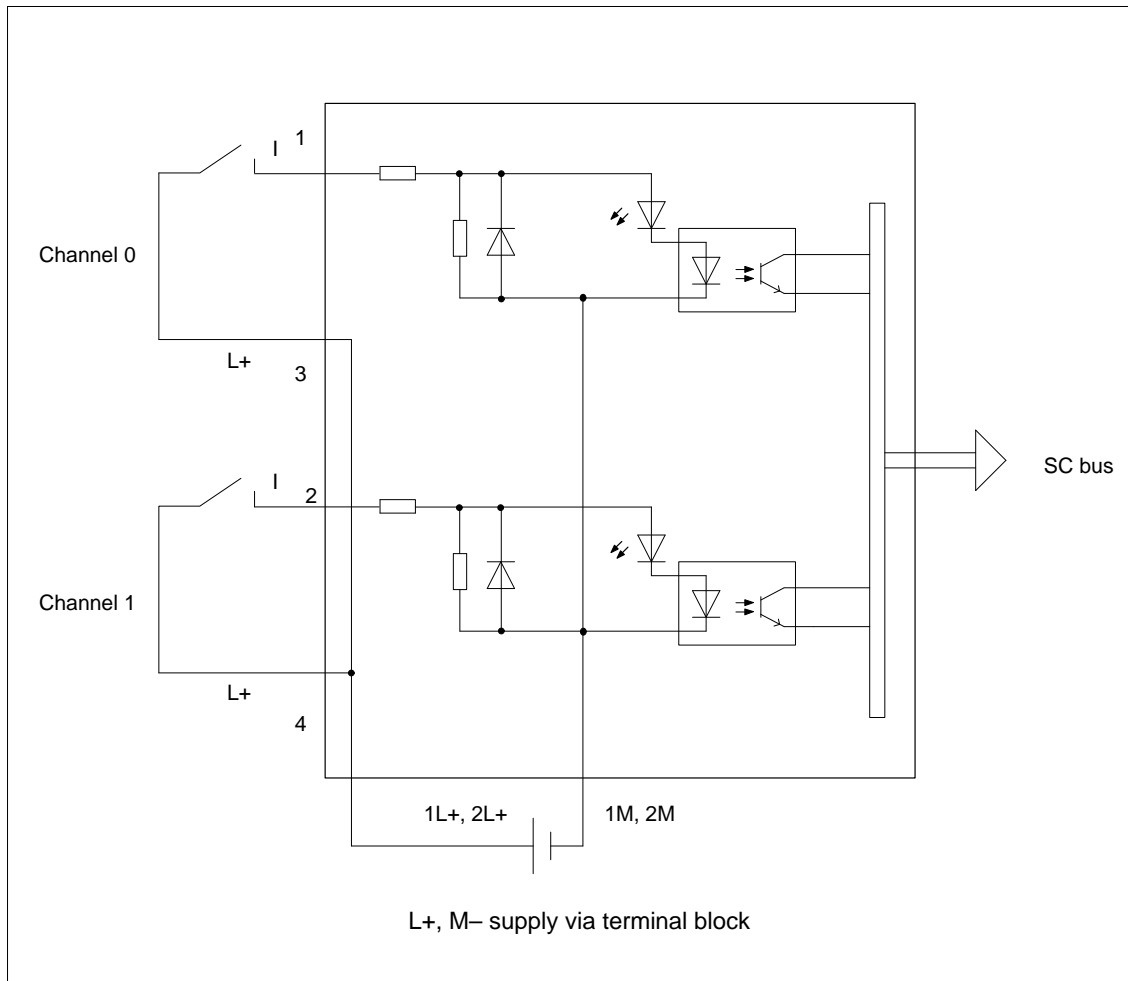 I 1
Channel 0
L+
3
I 2
SC bus
Channel 1
L+
4
1L+, 2L+ 1M, 2M
L+, M– supply via terminal block